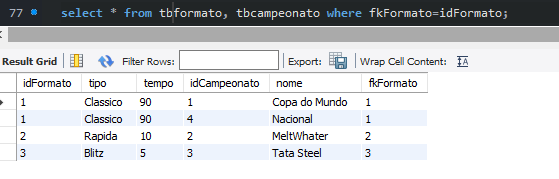 77 select * from tbformato, tbcampeonato where fkFormato=idFormato;
Result Grid Filter Rows: Export: Wrap Cell Content:
idFormato tipo tempo idCampeonato nome fkFormato
1 Classico 90 1 Copa do Mundo 1
1 Classico 90 4 Nacional 1
2 Rapida 10 2 MeltWhater 2
3 Blitz 5 3 Tata Steel 3